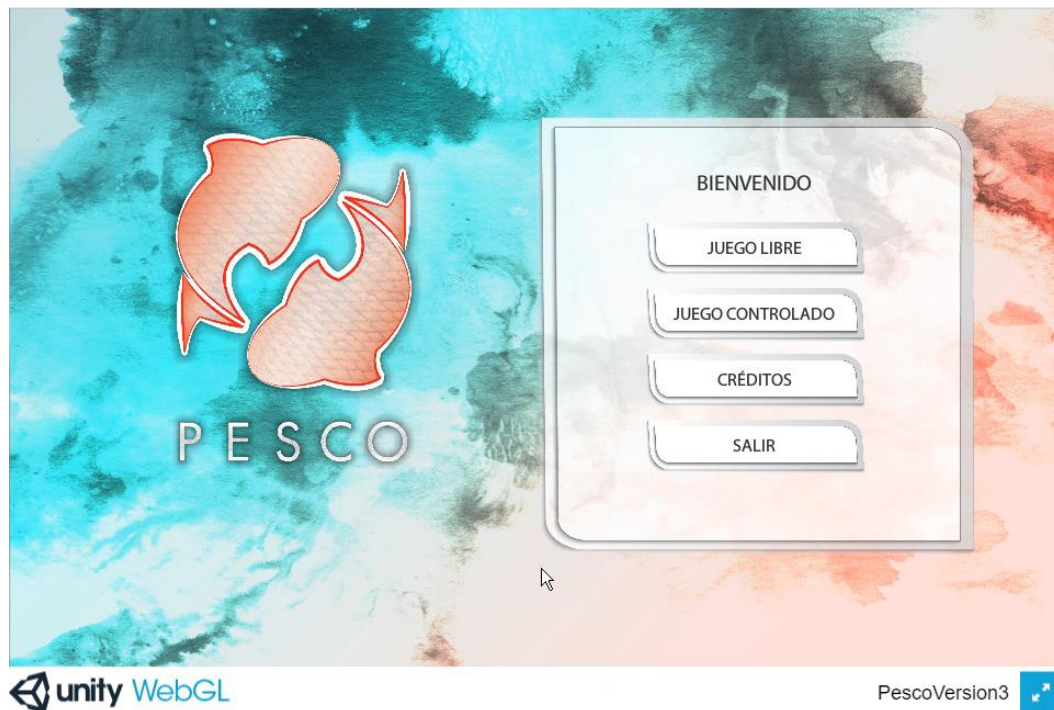 PESCO
BIENVENIDO
JUEGO LIBRE
JUEGO CONTROLADO
CRÉDITOS
SALIR
unity WebGL
PescoVersion3